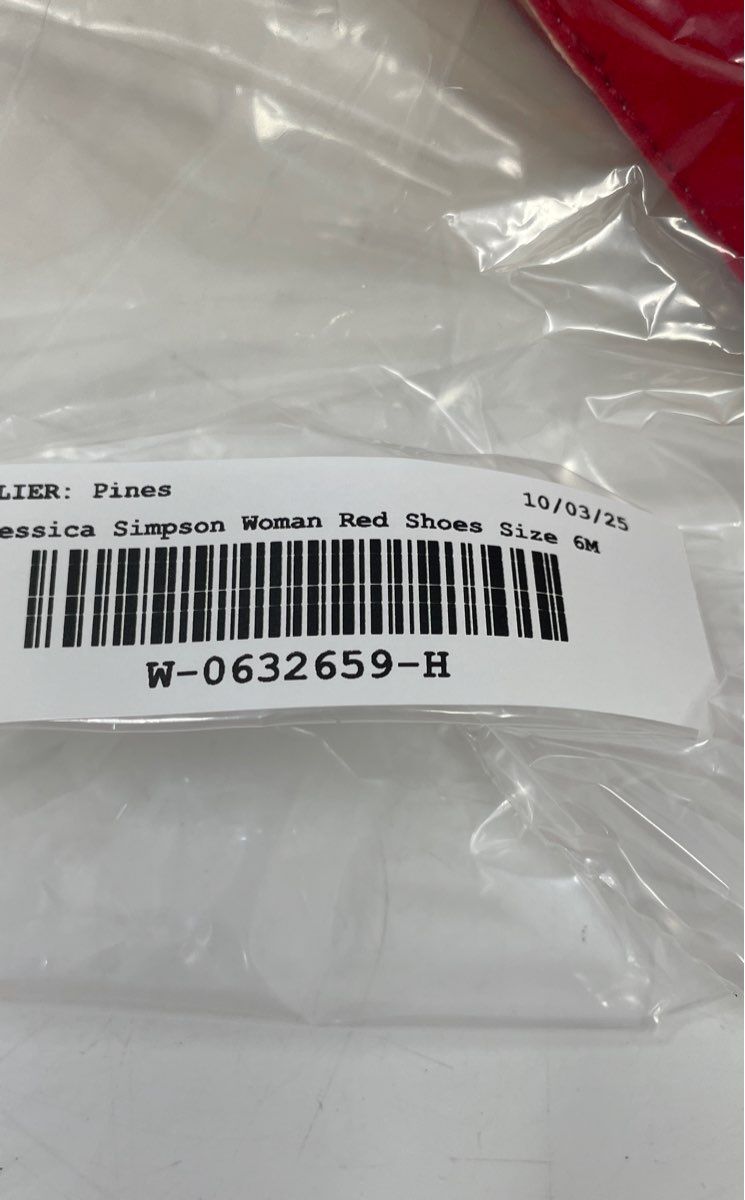 LIER: Pines
10/03/25
essica Simpson Woman Red Shoes Size 6M
W-0632659-H